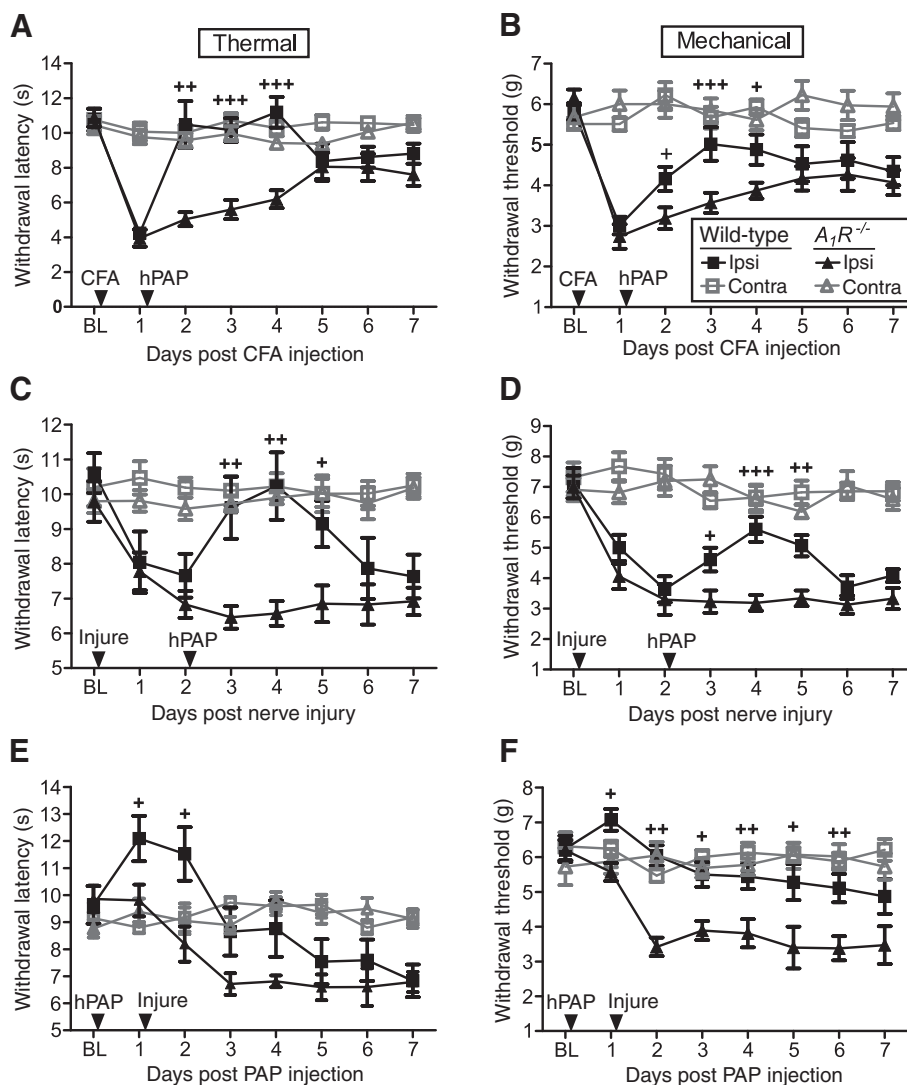 A
Thermal
Withdrawal latency (s)
14
12
10
8
6
4
2
0
++
+++
+++
CFA
hPAP
BL 1 2 3 4 5 6 7
Days post CFA injection
B
Mechanical
Withdrawal threshold (g)
7
6
5
4
3
2
1
+
+++
+
CFA
hPAP
Wild-type A₁R⁻/⁻
Ipsi Ipsi
Contra Contra
BL 1 2 3 4 5 6 7
Days post CFA injection
C
Withdrawal latency (s)
12
11
10
9
8
7
6
5
++
++
+
Injure
hPAP
BL 1 2 3 4 5 6 7
Days post nerve injury
D
Withdrawal threshold (g)
9
8
7
6
5
4
3
2
1
+
+++
++
Injure
hPAP
BL 1 2 3 4 5 6 7
Days post nerve injury
E
Withdrawal latency (s)
14
13
12
11
10
9
8
7
6
5
+
+
hPAP
Injure
BL 1 2 3 4 5 6 7
Days post PAP injection
F
Withdrawal threshold (g)
8
7
6
5
4
3
2
1
+
++
+
++
+
++
hPAP
Injure
BL 1 2 3 4 5 6 7
Days post PAP injection